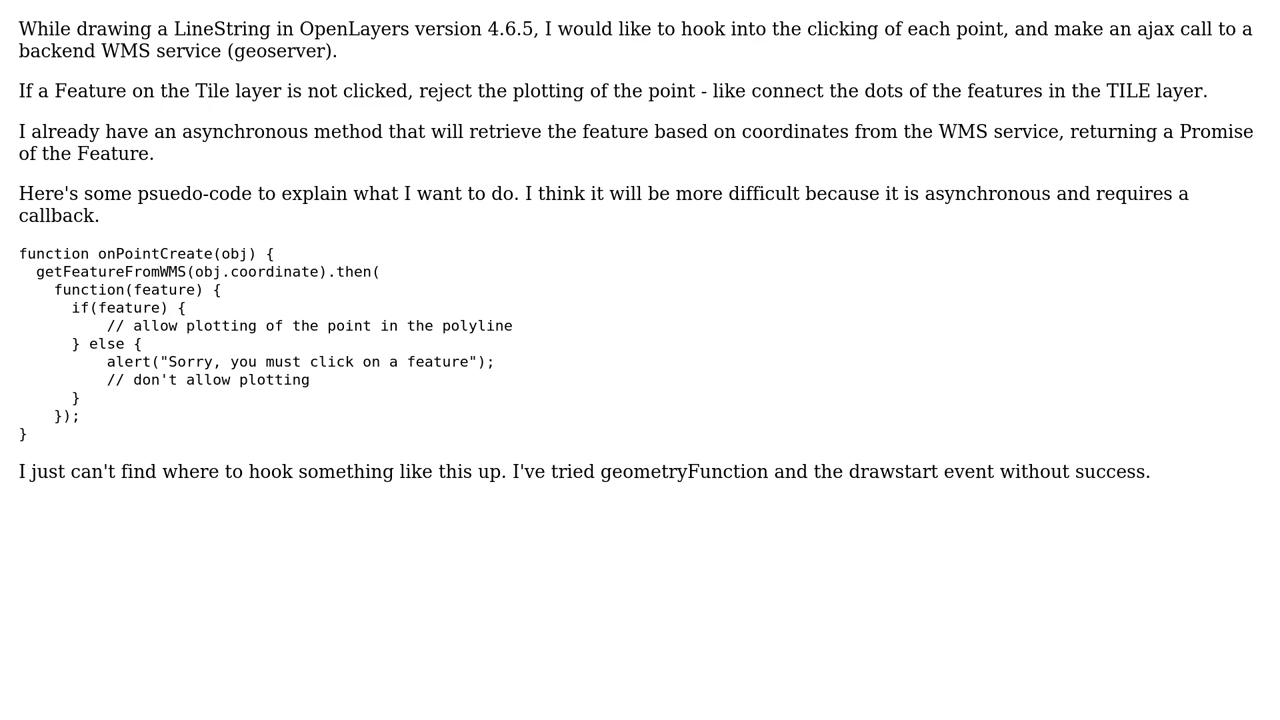 While drawing a LineString in OpenLayers version 4.6.5, I would like to hook into the clicking of each point, and make an ajax call to a
backend WMS service (geoserver).
If a Feature on the Tile layer is not clicked, reject the plotting of the point - like connect the dots of the features in the TILE layer.
I already have an asynchronous method that will retrieve the feature based on coordinates from the WMS service, returning a Promise
of the Feature.
Here's some psuedo-code to explain what I want to do. I think it will be more difficult because it is asynchronous and requires a
callback.
function onPointCreate(obj) {
  getFeatureFromWMS(obj.coordinate).then(
    function(feature) {
      if(feature) {
          // allow plotting of the point in the polyline
      } else {
          alert("Sorry, you must click on a feature");
          // don't allow plotting
      }
    });
}
I just can't find where to hook something like this up. I've tried geometryFunction and the drawstart event without success.